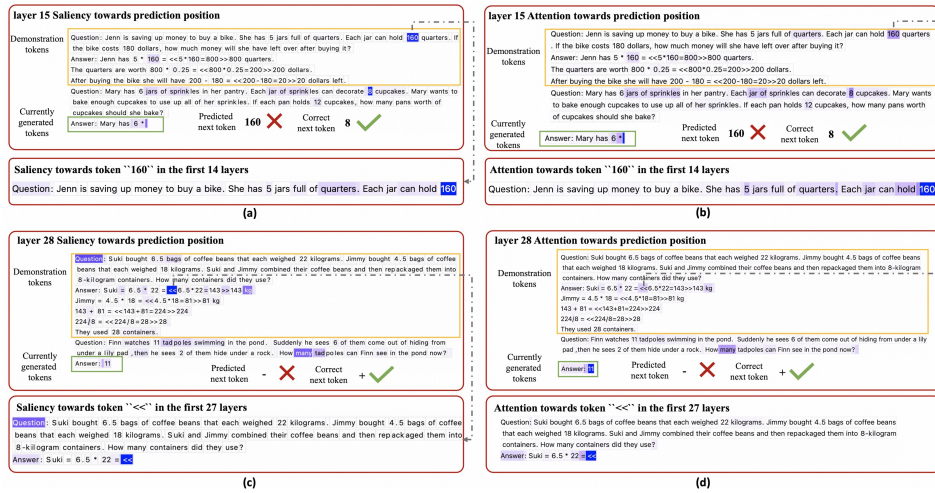 layer 15 Saliency towards prediction position
Demonstration
tokens
Question: Jenn is saving up money to buy a bike. She has 5 jars full of quarters. Each jar can hold 160 quarters. If
the bike costs 180 dollars, how much money will she have left over after buying it?
Answer: Jenn has 5 * 160 = <<5*160=800>>800 quarters.
The quarters are worth 800 * 0.25 = <<800*0.25=200>>200 dollars.
After buying the bike she will have 200 - 180 = <<200-180=20>>20 dollars left.
Currently
generated
tokens
Question: Mary has 6 jars of sprinkles in her pantry. Each jar of sprinkles can decorate 8 cupcakes. Mary wants
to bake enough cupcakes to use up all of her sprinkles. If each pan holds 12 cupcakes, how many pans worth of
cupcakes should she bake?
Answer: Mary has 6 *
Predicted
next token
160
Correct
next token
8
Saliency towards token ``160`` in the first 14 layers
Question: Jenn is saving up money to buy a bike. She has 5 jars full of quarters. Each jar can hold 160
(a)
layer 15 Attention towards prediction position
Demonstration
tokens
Question: Jenn is saving up money to buy a bike. She has 5 jars full of quarters. Each jar can hold 160 quarters
. If the bike costs 180 dollars, how much money will she have left over after buying it?
Answer: Jenn has 5 * 160 = <<5*160=800>>800 quarters.
The quarters are worth 800 * 0.25 = <<800*0.25=200>>200 dollars.
After buying the bike she will have 200 - 180 = <<200-180=20>>20 dollars left.
Currently
generated
tokens
Question: Mary has 6 jars of sprinkles in her pantry. Each jar of sprinkles can decorate 8 cupcakes. Mary wants
to bake enough cupcakes to use up all of her sprinkles. If each pan holds 12 cupcakes, how many pans worth of
cupcakes should she bake?
Answer: Mary has 6 *
Predicted
next token
160
Correct
next token
8
Attention towards token ``160`` in the first 14 layers
Question: Jenn is saving up money to buy a bike. She has 5 jars full of quarters. Each jar can hold 160
(b)
layer 28 Saliency towards prediction position
Demonstration
tokens
Question: Suki bought 6.5 bags of coffee beans that each weighed 22 kilograms. Jimmy bought 4.5 bags of coffee
beans that each weighed 18 kilograms. Suki and Jimmy combined their coffee beans and then repackaged them into
8-kilogram containers. How many containers did they use?
Answer: Suki = 6.5 * 22 = <<6.5*22=143>>143 kg
Jimmy = 4.5 * 18 = <<4.5*18=81>>81 kg
143 + 81 = <<143+81=224>>224
224/8 = <<224/8=28>>28
They used 28 containers.
Currently
generated
tokens
Question: Finn watches 11 tadpoles swimming in the pond. Suddenly he sees 6 of them come out of hiding from
under a lily pad ,then he sees 2 of them hide under a rock. How many tadpoles can Finn see in the pond now?
Answer: 11
Predicted
next token
-
Correct
next token
+
Saliency towards token ``<<`` in the first 27 layers
Question: Suki bought 6.5 bags of coffee beans that each weighed 22 kilograms. Jimmy bought 4.5 bags of coffee
beans that each weighed 18 kilograms. Suki and Jimmy combined their coffee beans and then repackaged them into
8-kilogram containers. How many containers did they use?
Answer: Suki = 6.5 * 22 = <<
(c)
layer 28 Attention towards prediction position
Demonstration
tokens
Question: Suki bought 6.5 bags of coffee beans that each weighed 22 kilograms. Jimmy bought 4.5 bags of coffee beans
that each weighed 18 kilograms. Suki and Jimmy combined their coffee beans and then repackaged them into 8-kilogram
containers. How many containers did they use?
Answer: Suki = 6.5 * 22 = <<6.5*22=143>>143 kg
Jimmy = 4.5 * 18 = <<4.5*18=81>>81 kg
143 + 81 = <<143+81=224>>224
224/8 = <<224/8=28>>28
They used 28 containers.
Currently
generated
tokens
Question: Finn watches 11 tadpoles swimming in the pond. Suddenly he sees 6 of them come out of hiding from under a lily
pad ,then he sees 2 of them hide under a rock. How many tadpoles can Finn see in the pond now?
Answer: 11
Predicted
next token
-
Correct
next token
+
Attention towards token ``<<`` in the first 27 layers
Question: Suki bought 6.5 bags of coffee beans that each weighed 22 kilograms. Jimmy bought 4.5 bags of coffee beans
that each weighed 18 kilograms. Suki and Jimmy combined their coffee beans and then repackaged them into 8-kilogram
containers. How many containers did they use?
Answer: Suki = 6.5 * 22 = <<
(d)